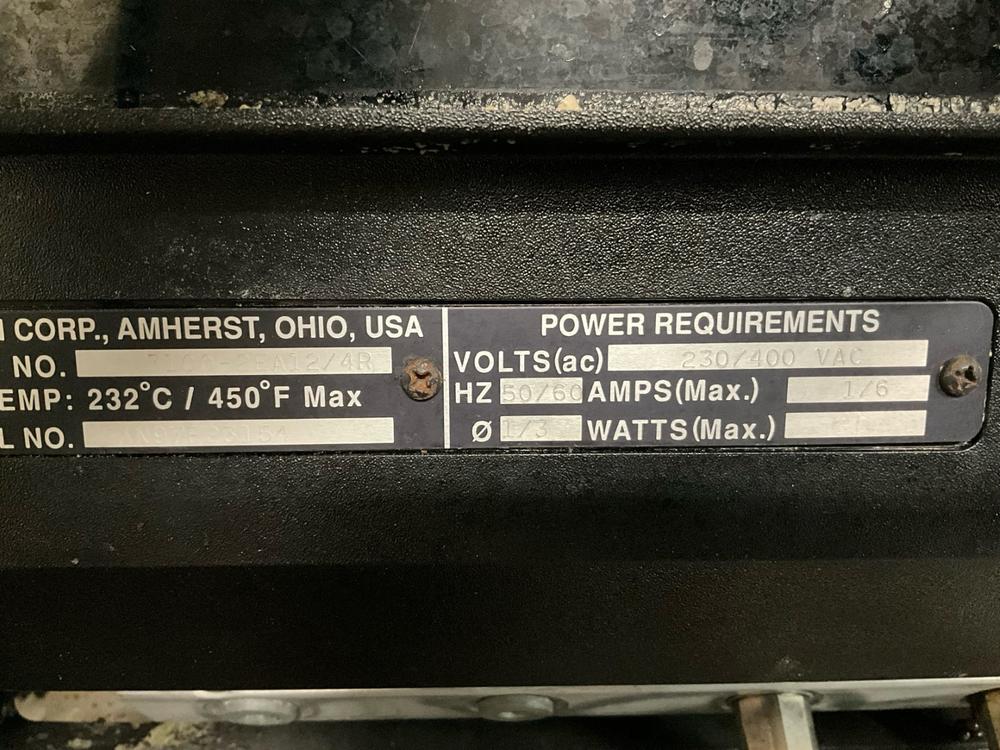 N CORP., AMHERST, OHIO, USA
NO.
EMP: 232°C / 450°F Max
L NO.
POWER REQUIREMENTS
VOLTS(ac) 230/400 VAC
HZ 50/60 AMPS(Max.) 1/6
Ø 1/3 WATTS(Max.)